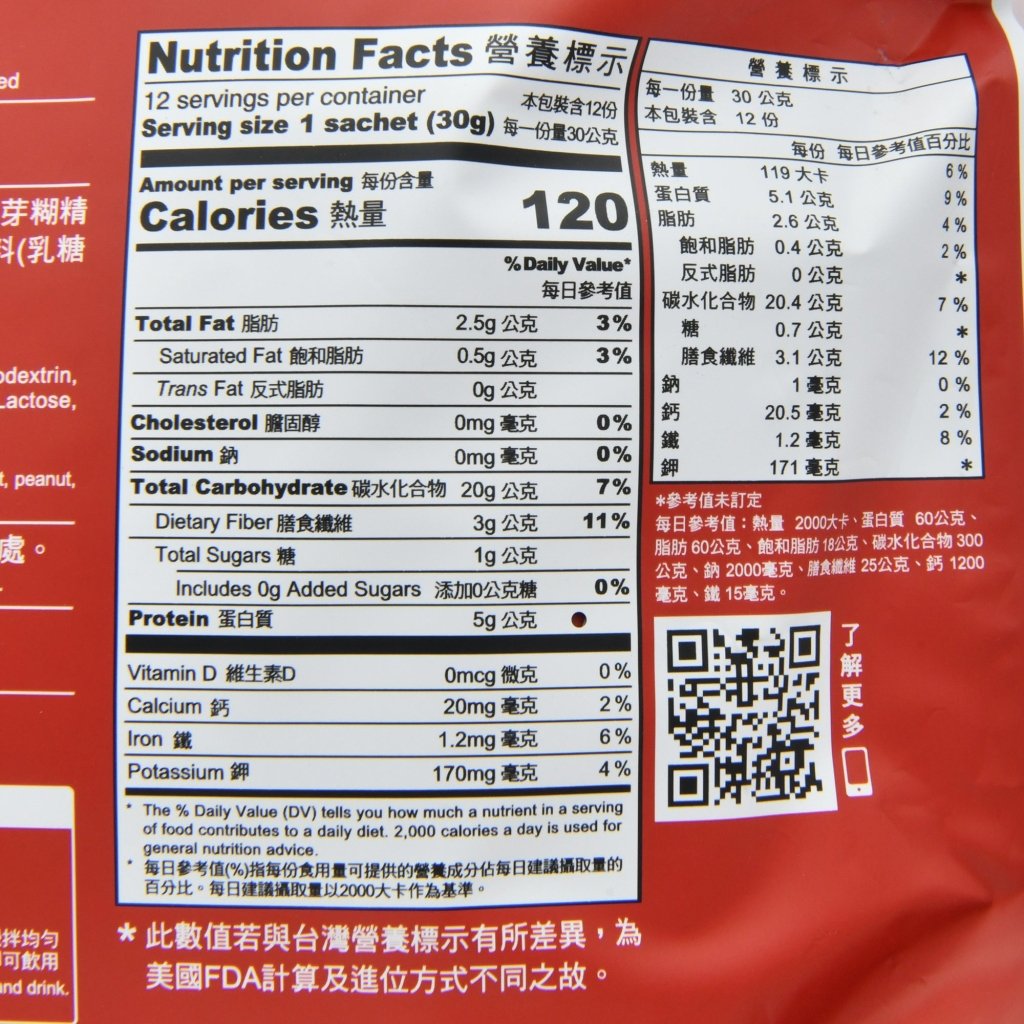 ed
芽糊精
料(乳糖
odextrin,
Lactose,
t, peanut,
處。
拌均勻
可飲用
and drink.
Nutrition Facts 營養標示
12 servings per container 本包裝含12份
Serving size 1 sachet (30g) 每一份量30公克
Amount per serving 每份含量
Calories 熱量 120
% Daily Value*
每日參考值
Total Fat 脂肪 2.5g 公克 3%
Saturated Fat 飽和脂肪 0.5g 公克 3%
Trans Fat 反式脂肪 0g 公克
Cholesterol 膽固醇 0mg 毫克 0%
Sodium 鈉 0mg 毫克 0%
Total Carbohydrate 碳水化合物 20g 公克 7%
Dietary Fiber 膳食纖維 3g 公克 11%
Total Sugars 糖 1g 公克
Includes 0g Added Sugars 添加0公克糖 0%
Protein 蛋白質 5g 公克
Vitamin D 維生素D 0mcg 微克 0%
Calcium 鈣 20mg 毫克 2%
Iron 鐵 1.2mg 毫克 6%
Potassium 鉀 170mg 毫克 4%
* The % Daily Value (DV) tells you how much a nutrient in a serving
of food contributes to a daily diet. 2,000 calories a day is used for
general nutrition advice.
* 每日參考值(%)指每份食用量可提供的營養成分佔每日建議攝取量的
百分比。每日建議攝取量以2000大卡作為基準。
* 此數值若與台灣營養標示有所差異，為
美國FDA計算及進位方式不同之故。
營養標示
每一份量 30 公克
本包裝含 12 份
每份 每日參考值百分比
熱量 119 大卡 6%
蛋白質 5.1 公克 9%
脂肪 2.6 公克 4%
飽和脂肪 0.4 公克 2%
反式脂肪 0 公克 *
碳水化合物 20.4 公克 7%
糖 0.7 公克 *
膳食纖維 3.1 公克 12%
鈉 1 毫克 0%
鈣 20.5 毫克 2%
鐵 1.2 毫克 8%
鉀 171 毫克 *
*參考值未訂定
每日參考值：熱量 2000大卡、蛋白質 60公克、
脂肪 60公克、飽和脂肪 18公克、碳水化合物 300
公克、鈉 2000毫克、膳食纖維 25公克、鈣 1200
毫克、鐵 15毫克。
了解更多